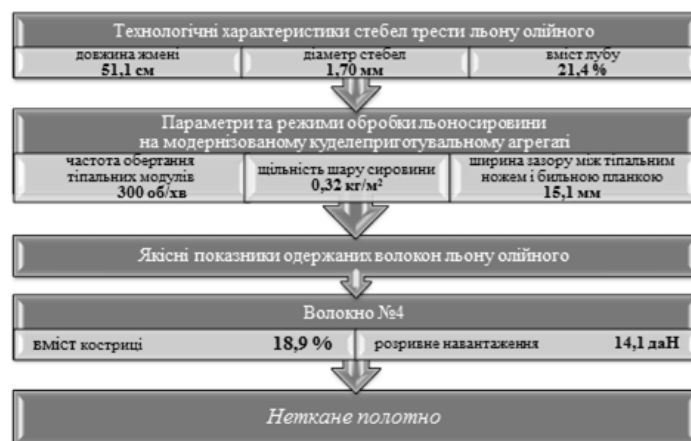 Технологічні характеристики стебел трести льону олійного
довжина жмені
51,1 см
діаметр стебел
1,70 мм
вміст лубу
21,4 %
Параметри та режими обробки льоносировини
на модернізованому куделеприготувальному агрегаті
частота обертання
тіпальних модулів
300 об/хв
щільність шару сировини
0,32 кг/м²
ширина зазору між тіпальним
ножем і бильною планкою
15,1 мм
Якісні показники одержаних волокон льону олійного
Волокно №4
вміст костриці 18,9 %
розривне навантаження 14,1 даН
Неткане полотно